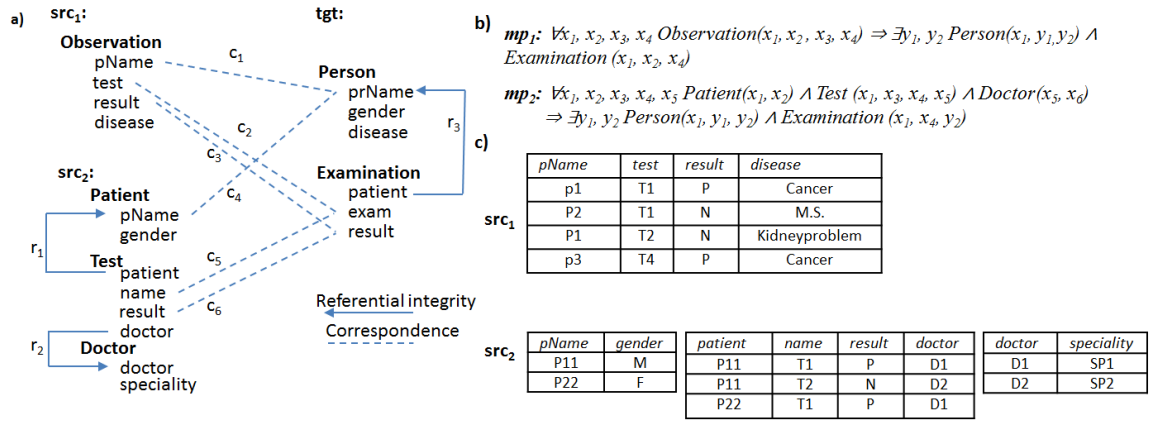 a)
src1:
tgt:
Observation
pName
test
result
disease
c1
c2
c3
c4
Person
prName
gender
disease
r3
src2:
Patient
pName
gender
r1
Test
patient
name
result
doctor
r2
Doctor
doctor
speciality
Examination
patient
exam
result
c5
c6
Referential integrity
Correspondence
b)
mp1: ∀x1, x2, x3, x4 Observation(x1, x2 , x3, x4) ⇒ ∃y1, y2 Person(x1, y1,y2) Λ
Examination (x1, x2, x4)
mp2: ∀x1, x2, x3, x4, x5 Patient(x1, x2) Λ Test (x1, x3, x4, x5) Λ Doctor(x5, x6)
⇒ ∃y1, y2 Person(x1, y1, y2) Λ Examination (x1, x4, y2)
c)
src1
pName test result disease
p1 T1 P Cancer
P2 T1 N M.S.
P1 T2 N Kidneyproblem
p3 T4 P Cancer
src2
pName gender
P11 M
P22 F
patient name result doctor
P11 T1 P D1
P11 T2 N D2
P22 T1 P D1
doctor speciality
D1 SP1
D2 SP2